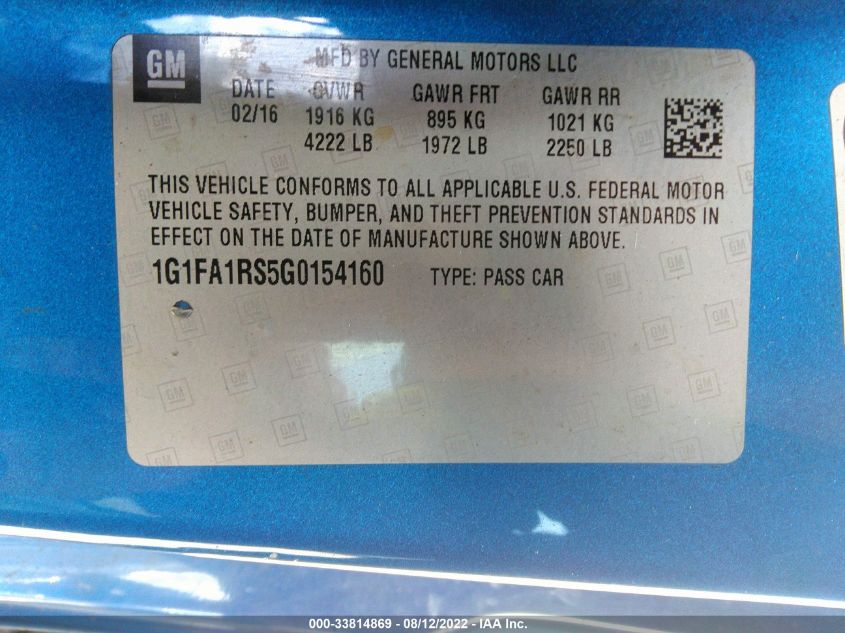 GM
MFD BY GENERAL MOTORS LLC
DATE GVWR GAWR FRT GAWR RR
02/16 1916 KG 895 KG 1021 KG
4222 LB 1972 LB 2250 LB
THIS VEHICLE CONFORMS TO ALL APPLICABLE U.S. FEDERAL MOTOR
VEHICLE SAFETY, BUMPER, AND THEFT PREVENTION STANDARDS IN
EFFECT ON THE DATE OF MANUFACTURE SHOWN ABOVE.
1G1FA1RS5G0154160 TYPE: PASS CAR
000-33814869 - 08/12/2022 - IAA Inc.